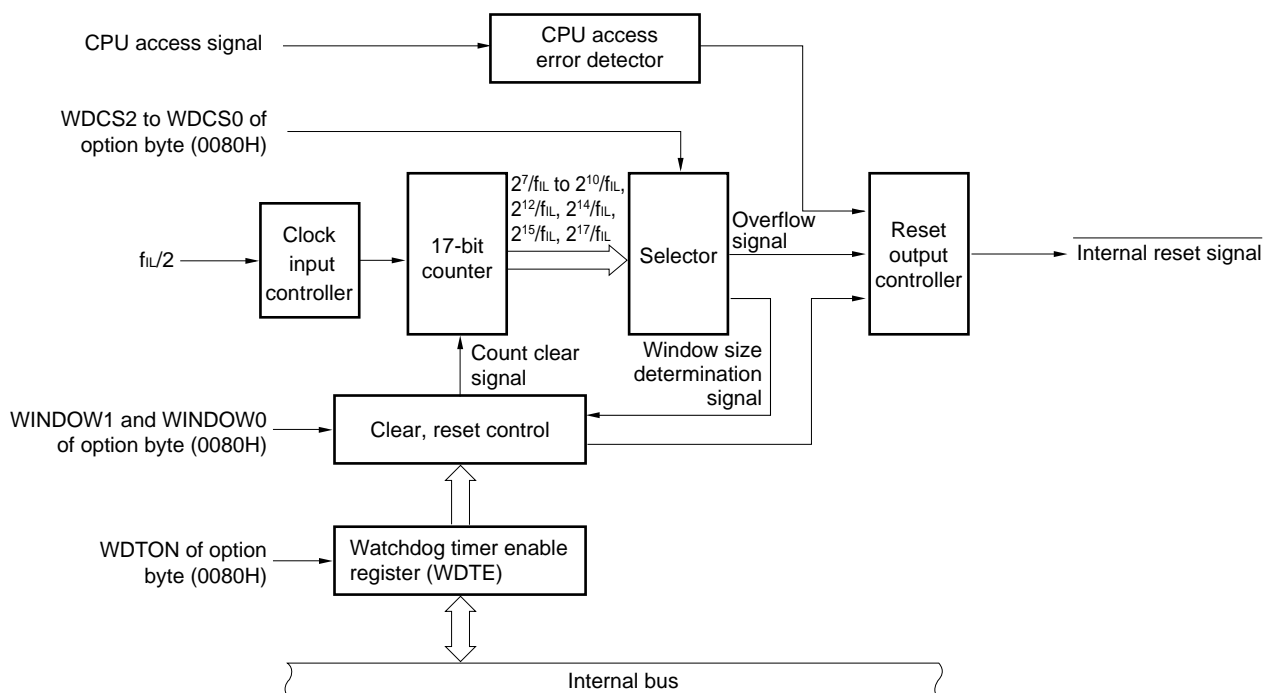 CPU access signal
CPU access
error detector
WDCS2 to WDCS0 of
option byte (0080H)
fIL/2
Clock
input
controller
17-bit
counter
2⁷/fIL to 2¹⁰/fIL,
2¹²/fIL, 2¹⁴/fIL,
2¹⁵/fIL, 2¹⁷/fIL
Selector
Overflow
signal
Reset
output
controller
Internal reset signal
Count clear
signal
Window size
determination
signal
WINDOW1 and WINDOW0
of option byte (0080H)
Clear, reset control
WDTON of option
byte (0080H)
Watchdog timer enable
register (WDTE)
Internal bus